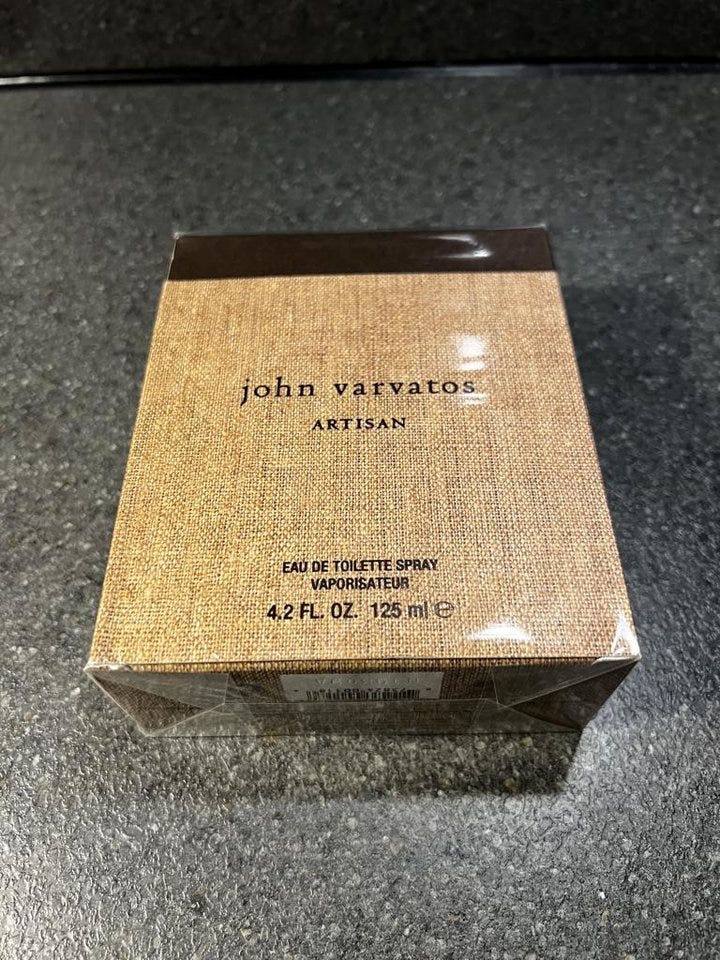 john varvatos
ARTISAN
EAU DE TOILETTE SPRAY
VAPORISATEUR
4.2 FL. OZ. 125 ml ℮